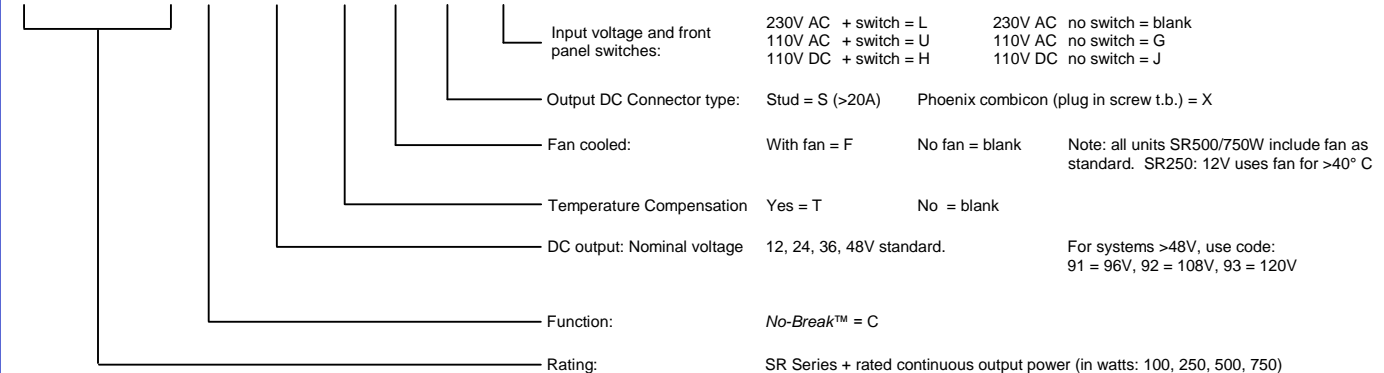 Input voltage and front panel switches: 230V AC + switch = L 230V AC no switch = blank
110V AC + switch = U 110V AC no switch = G
110V DC + switch = H 110V DC no switch = J
Output DC Connector type: Stud = S (>20A) Phoenix combicon (plug in screw t.b.) = X
Fan cooled: With fan = F No fan = blank Note: all units SR500/750W include fan as
standard. SR250: 12V uses fan for >40° C
Temperature Compensation Yes = T No = blank
DC output: Nominal voltage 12, 24, 36, 48V standard. For systems >48V, use code:
91 = 96V, 92 = 108V, 93 = 120V
Function: No-Break™ = C
Rating: SR Series + rated continuous output power (in watts: 100, 250, 500, 750)